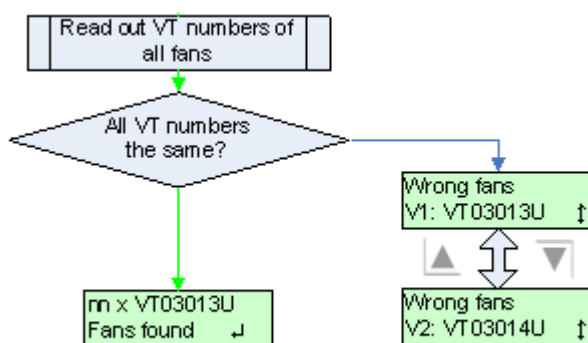 Read out VT numbers of
all fans
All VT numbers
the same?
Wrong fans
V1: VT03013U ↕
nn x VT03013U
Fans found ↵
Wrong fans
V2: VT03014U ↕